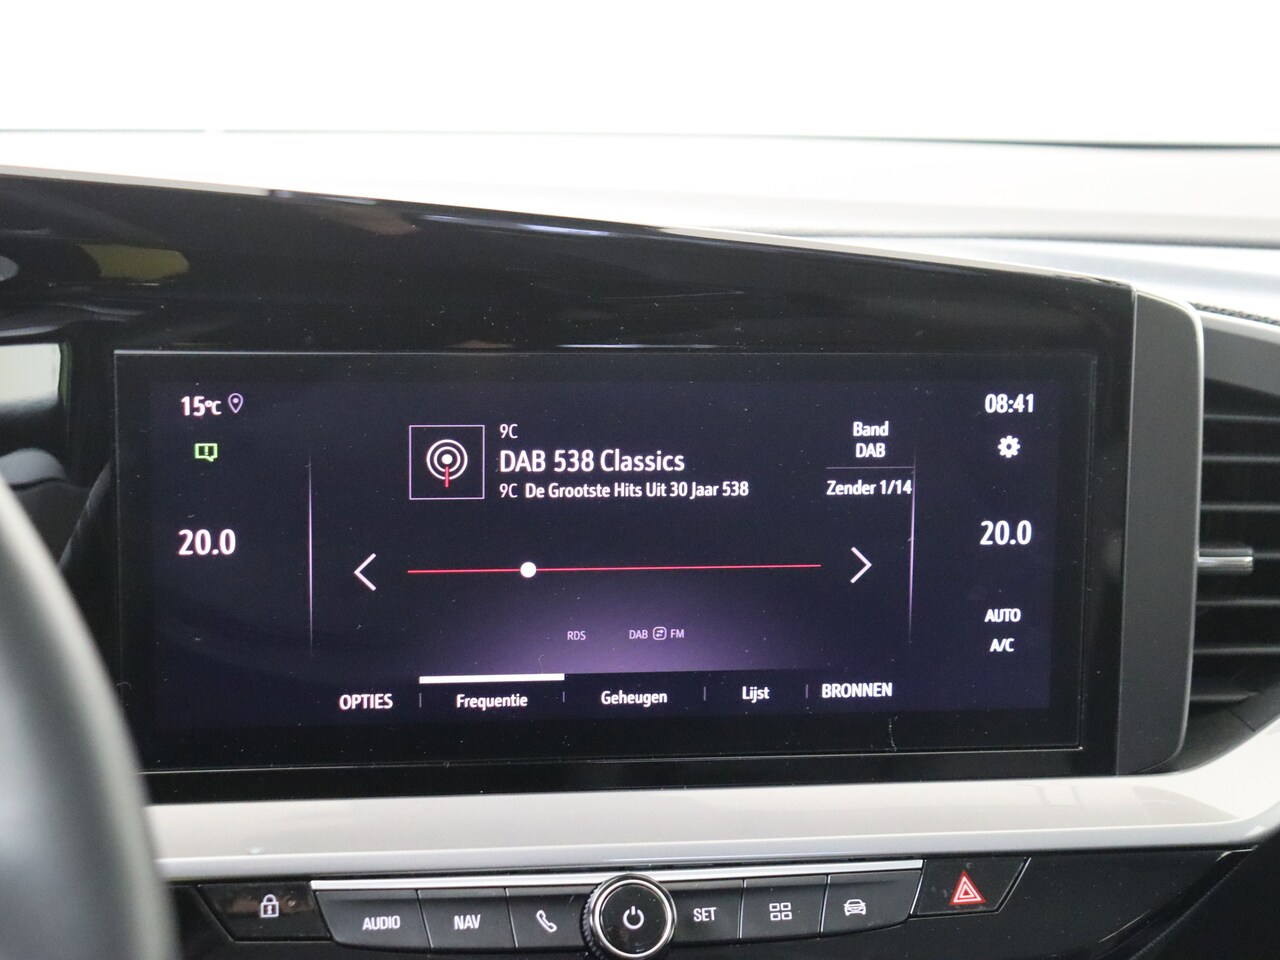 15°C
08:41
9C
DAB 538 Classics
9C De Grootste Hits Uit 30 Jaar 538
Band
DAB
Zender 1/14
20.0
20.0
RDS
DAB FM
AUTO
A/C
OPTIES
Frequentie
Geheugen
Lijst
BRONNEN
AUDIO
NAV
SET